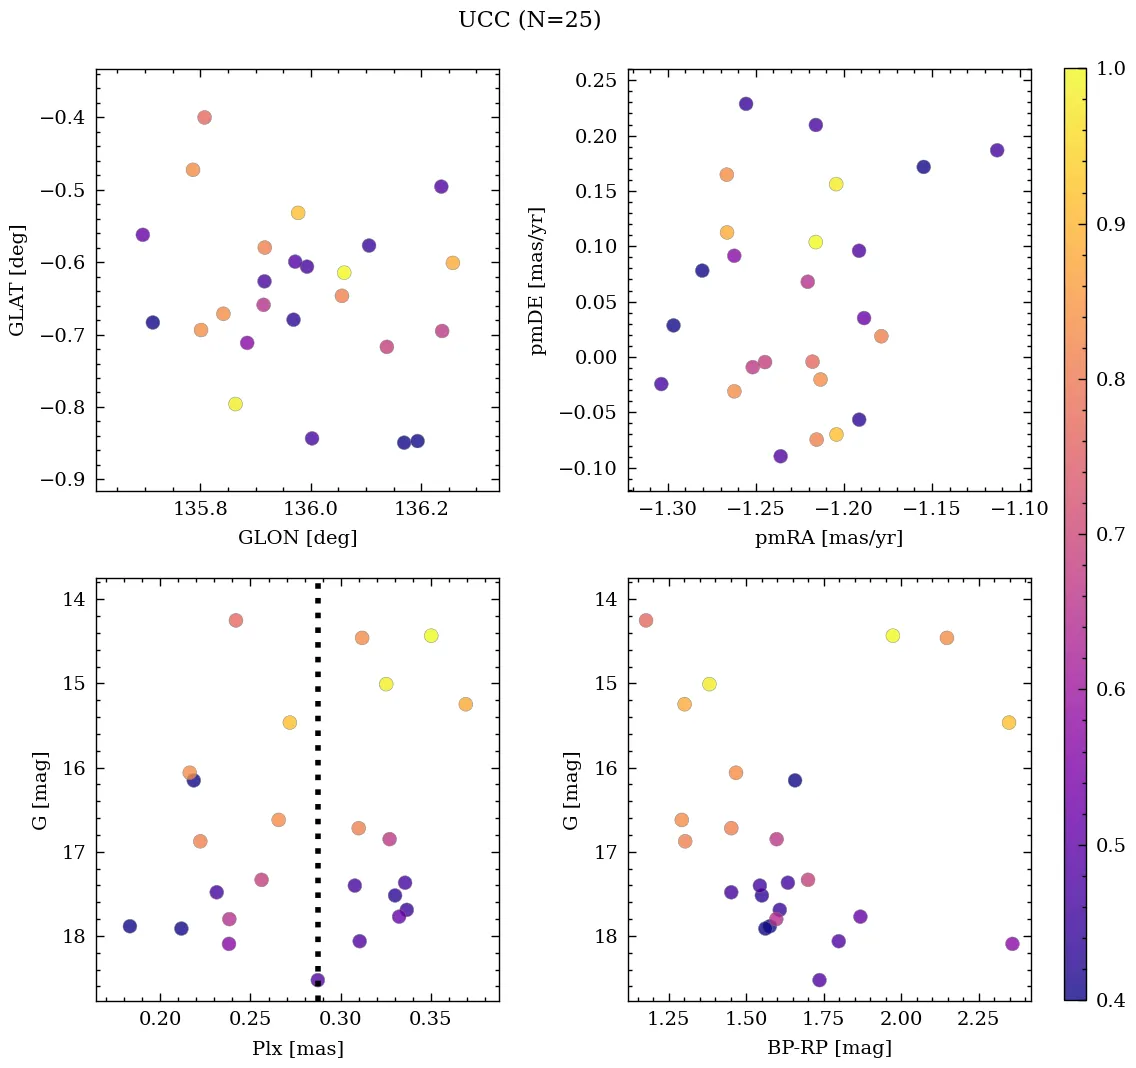 UCC (N=25)
−0.4
−0.5
−0.6
−0.7
−0.8
−0.9
GLAT [deg]
135.8 136.0 136.2
GLON [deg]
0.25
0.20
0.15
0.10
0.05
0.00
−0.05
−0.10
pmDE [mas/yr]
−1.30 −1.25 −1.20 −1.15 −1.10
pmRA [mas/yr]
14
15
16
17
18
G [mag]
0.20 0.25 0.30 0.35
Plx [mas]
14
15
16
17
18
G [mag]
1.25 1.50 1.75 2.00 2.25
BP-RP [mag]
1.0
0.9
0.8
0.7
0.6
0.5
0.4